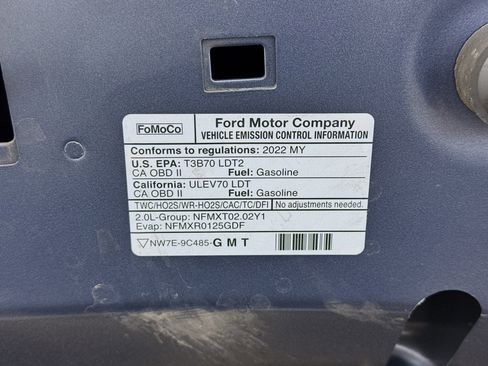 FoMoCo
Ford Motor Company
VEHICLE EMISSION CONTROL INFORMATION
Conforms to regulations: 2022 MY
U.S. EPA: T3B70 LDT2
CA OBD II Fuel: Gasoline
California: ULEV70 LDT
CA OBD II Fuel: Gasoline
TWC/HO2S/WR-HO2S/CAC/TC/DFI No adjustments needed.
2.0L-Group: NFMXT02.02Y1
Evap: NFMXR0125GDF
NW7E-9C485- G M T